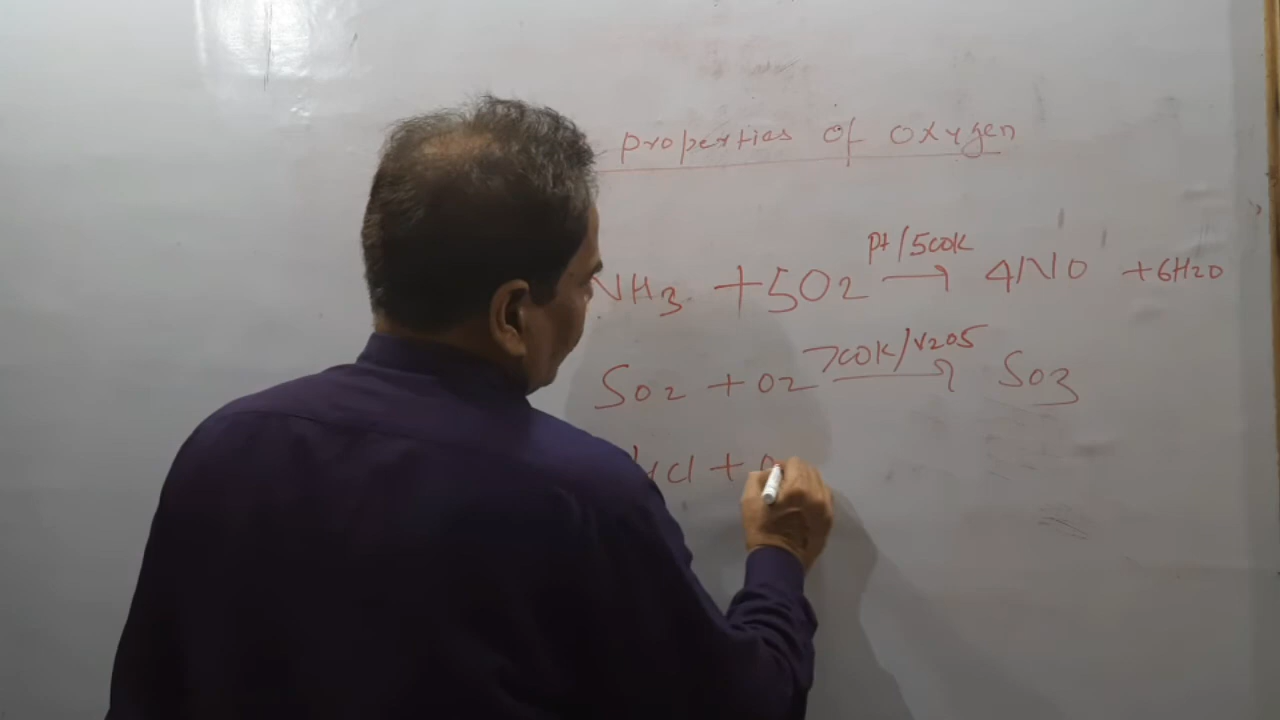 properties of Oxygen
Pt/500K
NH3 + 5O2 → 4NO + 6H2O
700K/V2O5
SO2 + O2 → SO3
HCl + O